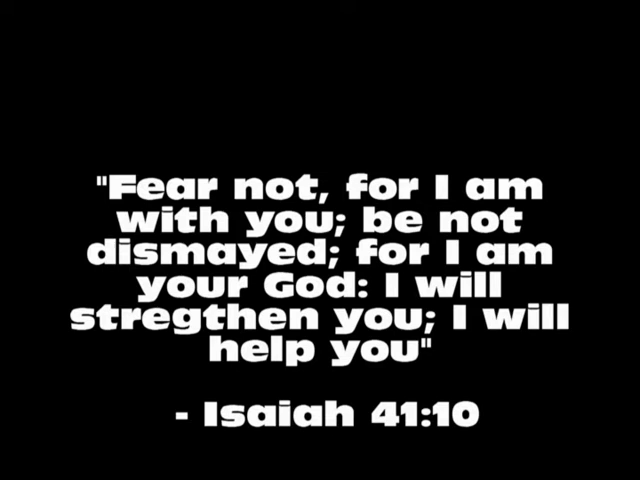 "Fear not, for I am
with you; be not
dismayed; for I am
your God: I will
stregthen you; I will
help you"
- Isaiah 41:10